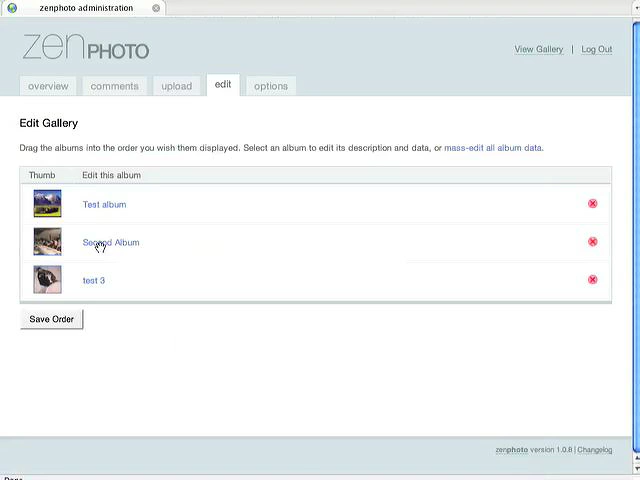 zenphoto administration
zenPHOTO
View Gallery | Log Out
overview comments upload edit options
Edit Gallery
Drag the albums into the order you wish them displayed. Select an album to edit its description and data, or mass-edit all album data.
Thumb Edit this album
Test album
Second Album
test 3
Save Order
zenphoto version 1.0.8 | Changelog